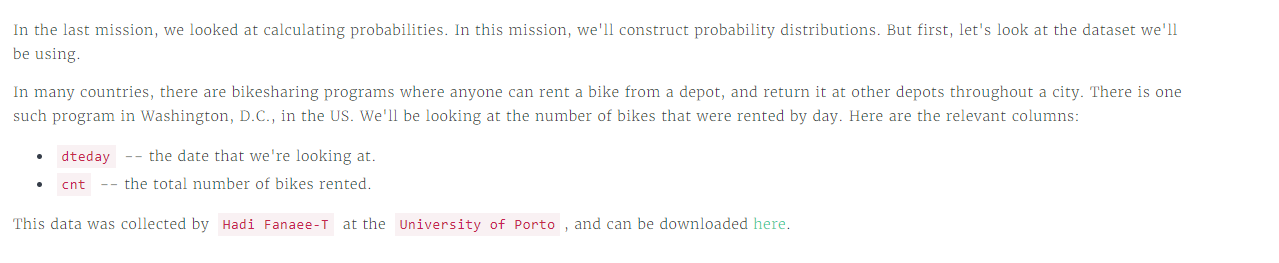 In the last mission, we looked at calculating probabilities. In this mission, we'll construct probability distributions. But first, let's look at the dataset we'll
be using.
In many countries, there are bikesharing programs where anyone can rent a bike from a depot, and return it at other depots throughout a city. There is one
such program in Washington, D.C., in the US. We'll be looking at the number of bikes that were rented by day. Here are the relevant columns:
• dteday -- the date that we're looking at.
• cnt -- the total number of bikes rented.
This data was collected by Hadi Fanaee-T at the University of Porto , and can be downloaded here.